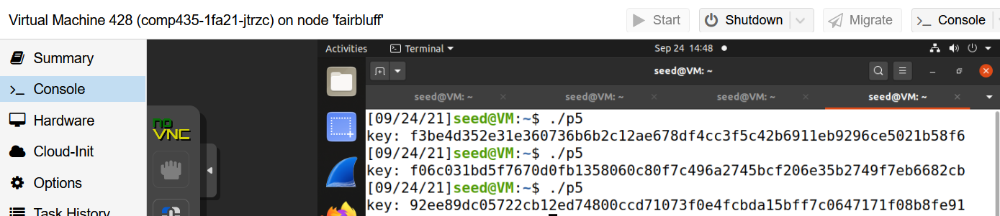 Virtual Machine 428 (comp435-1fa21-jtrzc) on node 'fairbluff'
Start
Shutdown
Migrate
>_ Console
Summary
>_ Console
Hardware
Cloud-Init
Options
Task History
no
VNC
Activities
Terminal
Sep 24 14:48
seed@VM: ~
seed@VM: ~
seed@VM: ~
seed@VM: ~
seed@VM: ~
[09/24/21]seed@VM:~$ ./p5
key: f3be4d352e31e360736b6b2c12ae678df4cc3f5c42b6911eb9296ce5021b58f6
[09/24/21]seed@VM:~$ ./p5
key: f06c031bd5f7670d0fb1358060c80f7c496a2745bcf206e35b2749f7eb6682cb
[09/24/21]seed@VM:~$ ./p5
key: 92ee89dc05722cb12ed74800ccd71073f0e4fcbda15bff7c0647171f08b8fe91